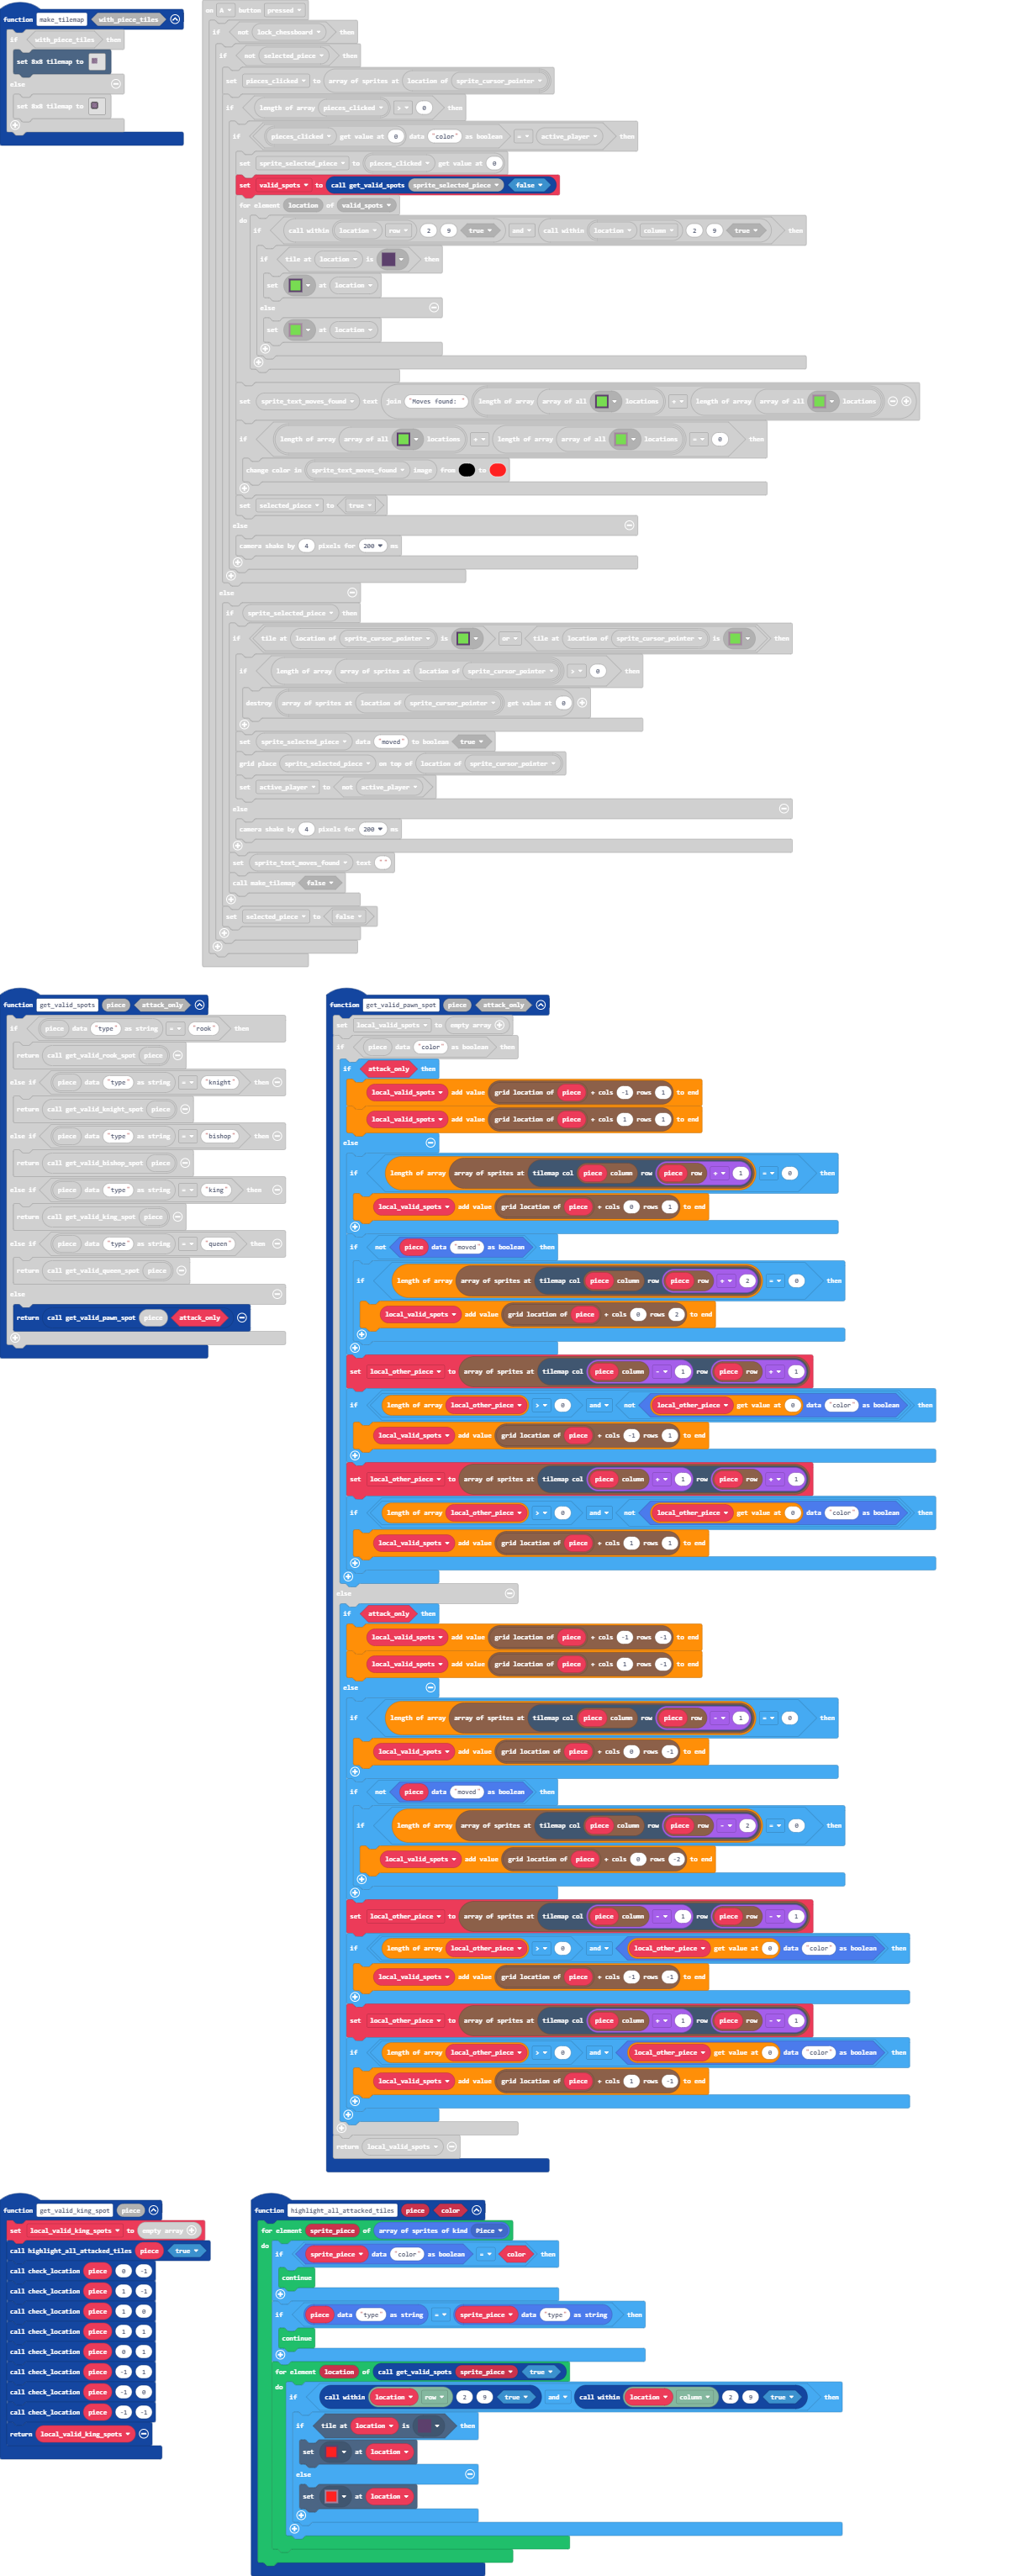 function make_tilemap with_piece_tiles
if with_piece_tiles then
set 8x8 tilemap to
else
set 8x8 tilemap to
on A button pressed
if not lock_chessboard then
if not selected_piece then
set pieces_clicked to array of sprites at location of sprite_cursor_pointer
if length of array pieces_clicked > 0 then
if pieces_clicked get value at 0 data "color" as boolean = active_player then
set sprite_selected_piece to pieces_clicked get value at 0
set valid_spots to call get_valid_spots sprite_selected_piece false
for element location of valid_spots
do if call within location row 2 9 true and call within location column 2 9 true then
if tile at location is then
set at location
else
set at location
set sprite_text_moves_found text join "Moves found: " length of array array of all locations + length of array array of all locations
if length of array array of all locations + length of array array of all locations = 0 then
change color in sprite_text_moves_found image from to
set selected_piece to true
else
camera shake by 4 pixels for 200 ms
else
if sprite_selected_piece then
if tile at location of sprite_cursor_pointer is or tile at location of sprite_cursor_pointer is then
if length of array array of sprites at location of sprite_cursor_pointer > 0 then
destroy array of sprites at location of sprite_cursor_pointer get value at 0
set sprite_selected_piece data "moved" to boolean true
grid place sprite_selected_piece on top of location of sprite_cursor_pointer
set active_player to not active_player
else
camera shake by 4 pixels for 200 ms
set sprite_text_moves_found text ""
call make_tilemap false
set selected_piece to false
function get_valid_spots piece attack_only
if piece data "type" as string = "rook" then
return call get_valid_rook_spot piece
else if piece data "type" as string = "knight" then
return call get_valid_knight_spot piece
else if piece data "type" as string = "bishop" then
return call get_valid_bishop_spot piece
else if piece data "type" as string = "king" then
return call get_valid_king_spot piece
else if piece data "type" as string = "queen" then
return call get_valid_queen_spot piece
else
return call get_valid_pawn_spot piece attack_only
function get_valid_pawn_spot piece attack_only
set local_valid_spots to empty array
if piece data "color" as boolean then
if attack_only then
local_valid_spots add value grid location of piece + cols -1 rows 1 to end
local_valid_spots add value grid location of piece + cols 1 rows 1 to end
else
if length of array array of sprites at tilemap col piece column row piece row + 1 = 0 then
local_valid_spots add value grid location of piece + cols 0 rows 1 to end
if not piece data "moved" as boolean then
if length of array array of sprites at tilemap col piece column row piece row + 2 = 0 then
local_valid_spots add value grid location of piece + cols 0 rows 2 to end
set local_other_piece to array of sprites at tilemap col piece column - 1 row piece row + 1
if length of array local_other_piece > 0 and not local_other_piece get value at 0 data "color" as boolean then
local_valid_spots add value grid location of piece + cols -1 rows 1 to end
set local_other_piece to array of sprites at tilemap col piece column + 1 row piece row + 1
if length of array local_other_piece > 0 and not local_other_piece get value at 0 data "color" as boolean then
local_valid_spots add value grid location of piece + cols 1 rows 1 to end
else
if attack_only then
local_valid_spots add value grid location of piece + cols -1 rows -1 to end
local_valid_spots add value grid location of piece + cols 1 rows -1 to end
else
if length of array array of sprites at tilemap col piece column row piece row - 1 = 0 then
local_valid_spots add value grid location of piece + cols 0 rows -1 to end
if not piece data "moved" as boolean then
if length of array array of sprites at tilemap col piece column row piece row - 2 = 0 then
local_valid_spots add value grid location of piece + cols 0 rows -2 to end
set local_other_piece to array of sprites at tilemap col piece column - 1 row piece row - 1
if length of array local_other_piece > 0 and local_other_piece get value at 0 data "color" as boolean then
local_valid_spots add value grid location of piece + cols -1 rows -1 to end
set local_other_piece to array of sprites at tilemap col piece column + 1 row piece row - 1
if length of array local_other_piece > 0 and local_other_piece get value at 0 data "color" as boolean then
local_valid_spots add value grid location of piece + cols 1 rows -1 to end
return local_valid_spots
function get_valid_king_spot piece
set local_valid_king_spots to empty array
call highlight_all_attacked_tiles piece true
call check_location piece 0 -1
call check_location piece 1 -1
call check_location piece 1 0
call check_location piece 1 1
call check_location piece 0 1
call check_location piece -1 1
call check_location piece -1 0
call check_location piece -1 -1
return local_valid_king_spots
function highlight_all_attacked_tiles piece color
for element sprite_piece of array of sprites of kind Piece
do if sprite_piece data "color" as boolean = color then
continue
if piece data "type" as string = sprite_piece data "type" as string then
continue
for element location of call get_valid_spots sprite_piece true
do if call within location row 2 9 true and call within location column 2 9 true then
if tile at location is then
set at location
else
set at location